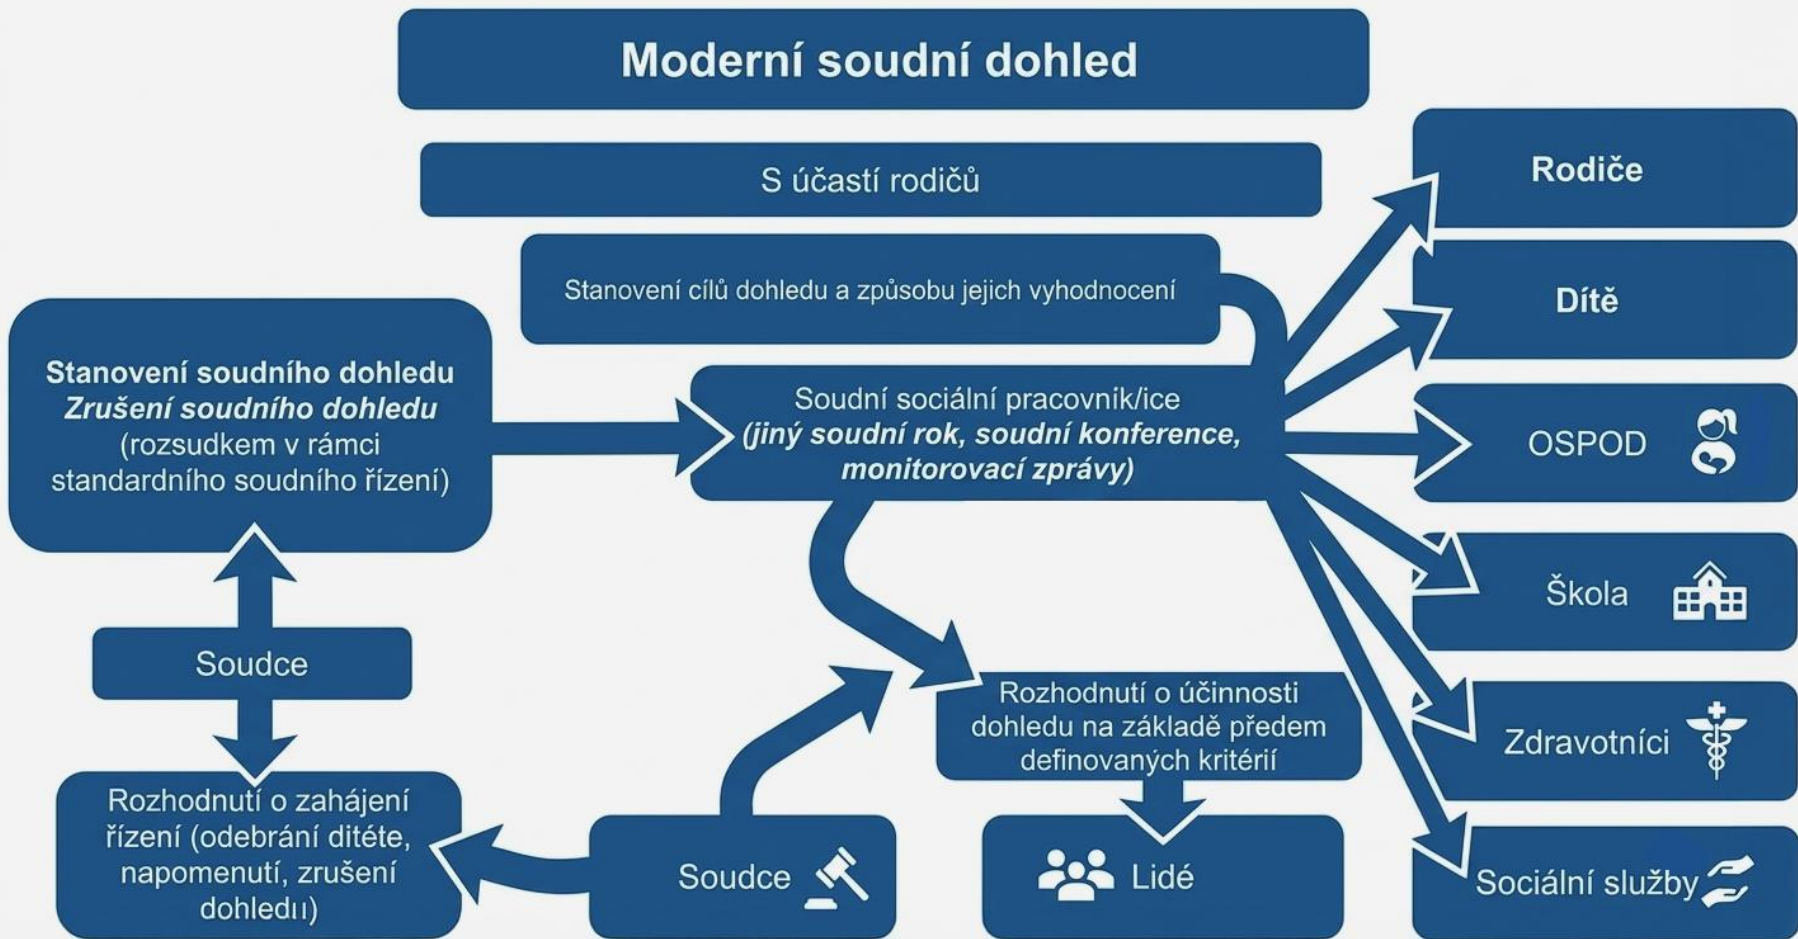 Moderní soudní dohled
S účastí rodičů
Stanovení cílů dohledu a způsobu jejich vyhodnocení
Stanovení soudního dohledu
Zrušení soudního dohledu
(rozsudkem v rámci
standardního soudního řízení)
Soudní sociální pracovník/ice
(jiný soudní rok, soudní konference,
monitorovací zprávy)
Rodiče
Dítě
OSPOD
Škola
Zdravotníci
Sociální služby
Soudce
Rozhodnutí o zahájení
řízení (odebrání ditéte,
napomenutí, zrušení
dohledu)
Soudce
Rozhodnutí o účinnosti
dohledu na základě předem
definovaných kritérií
Lidé